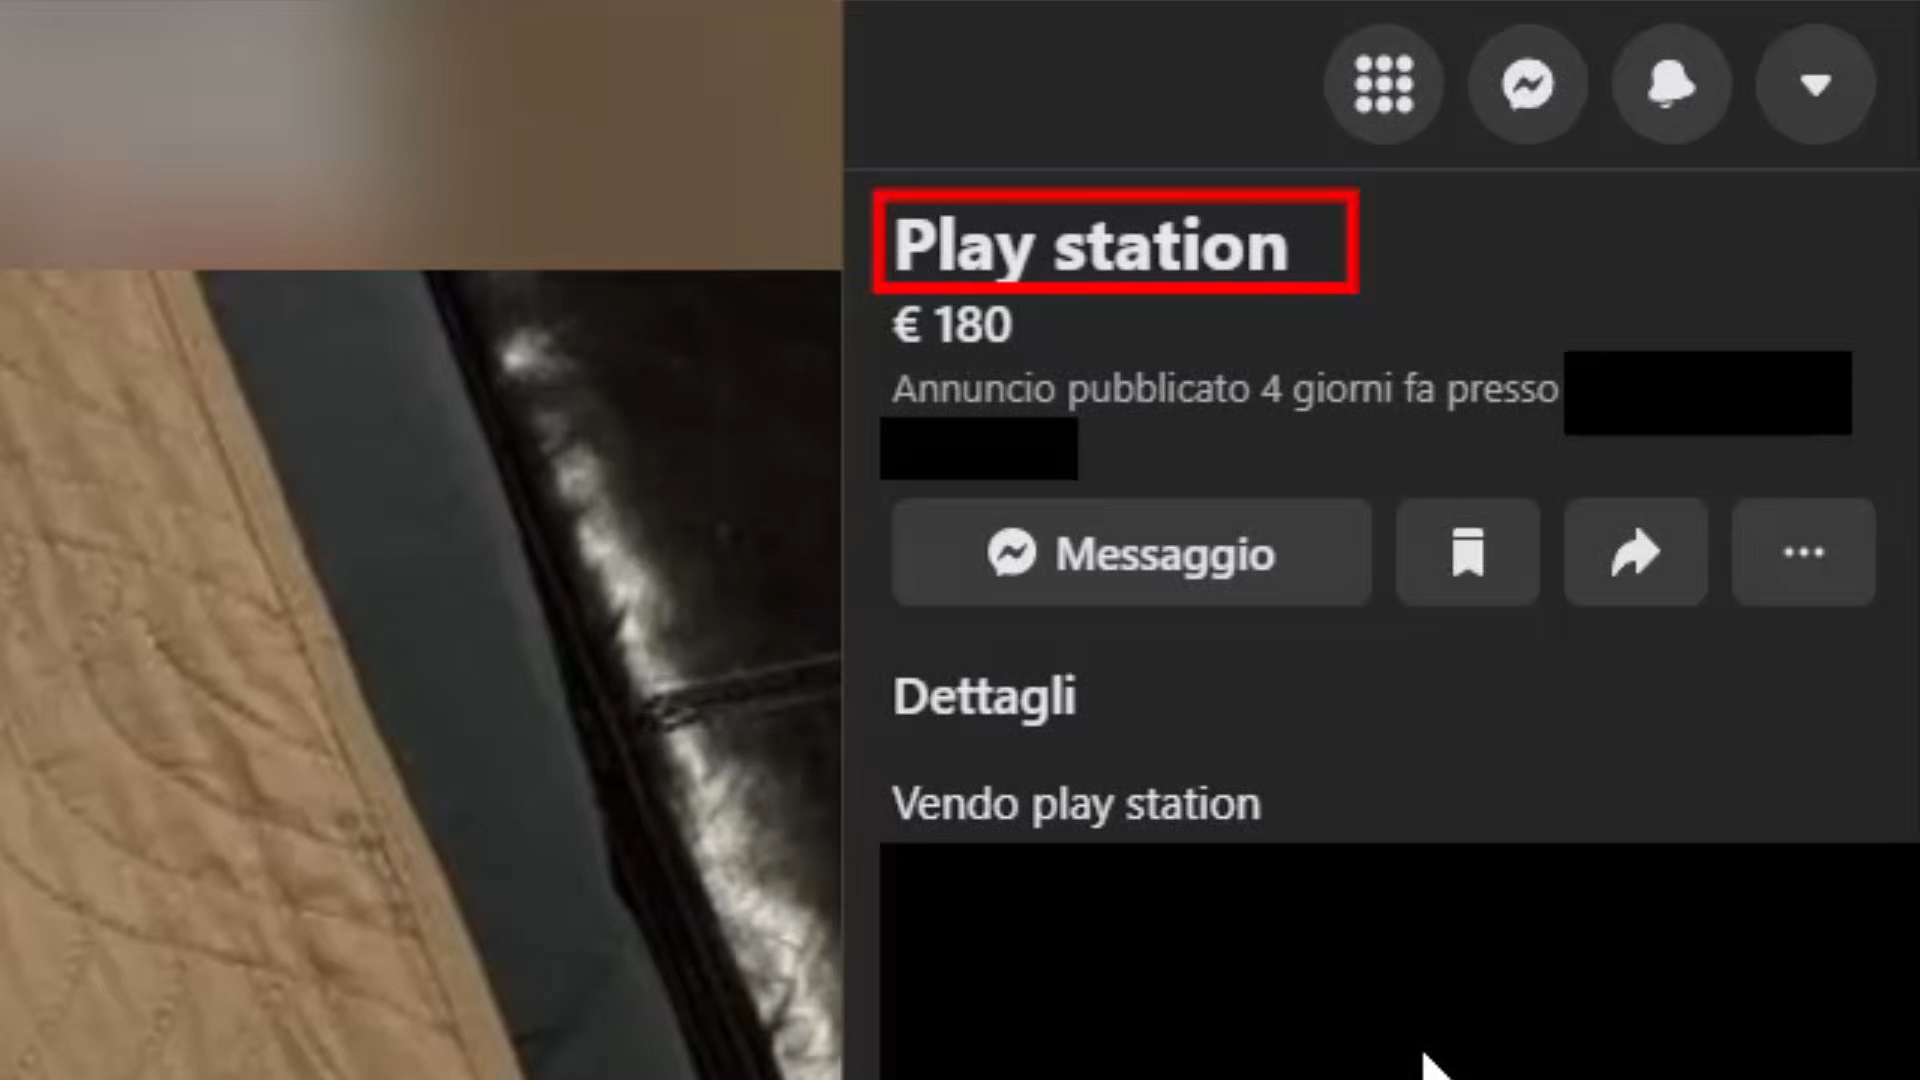 Play station
€ 180
Annuncio pubblicato 4 giorni fa presso
Messaggio
Dettagli
Vendo play station